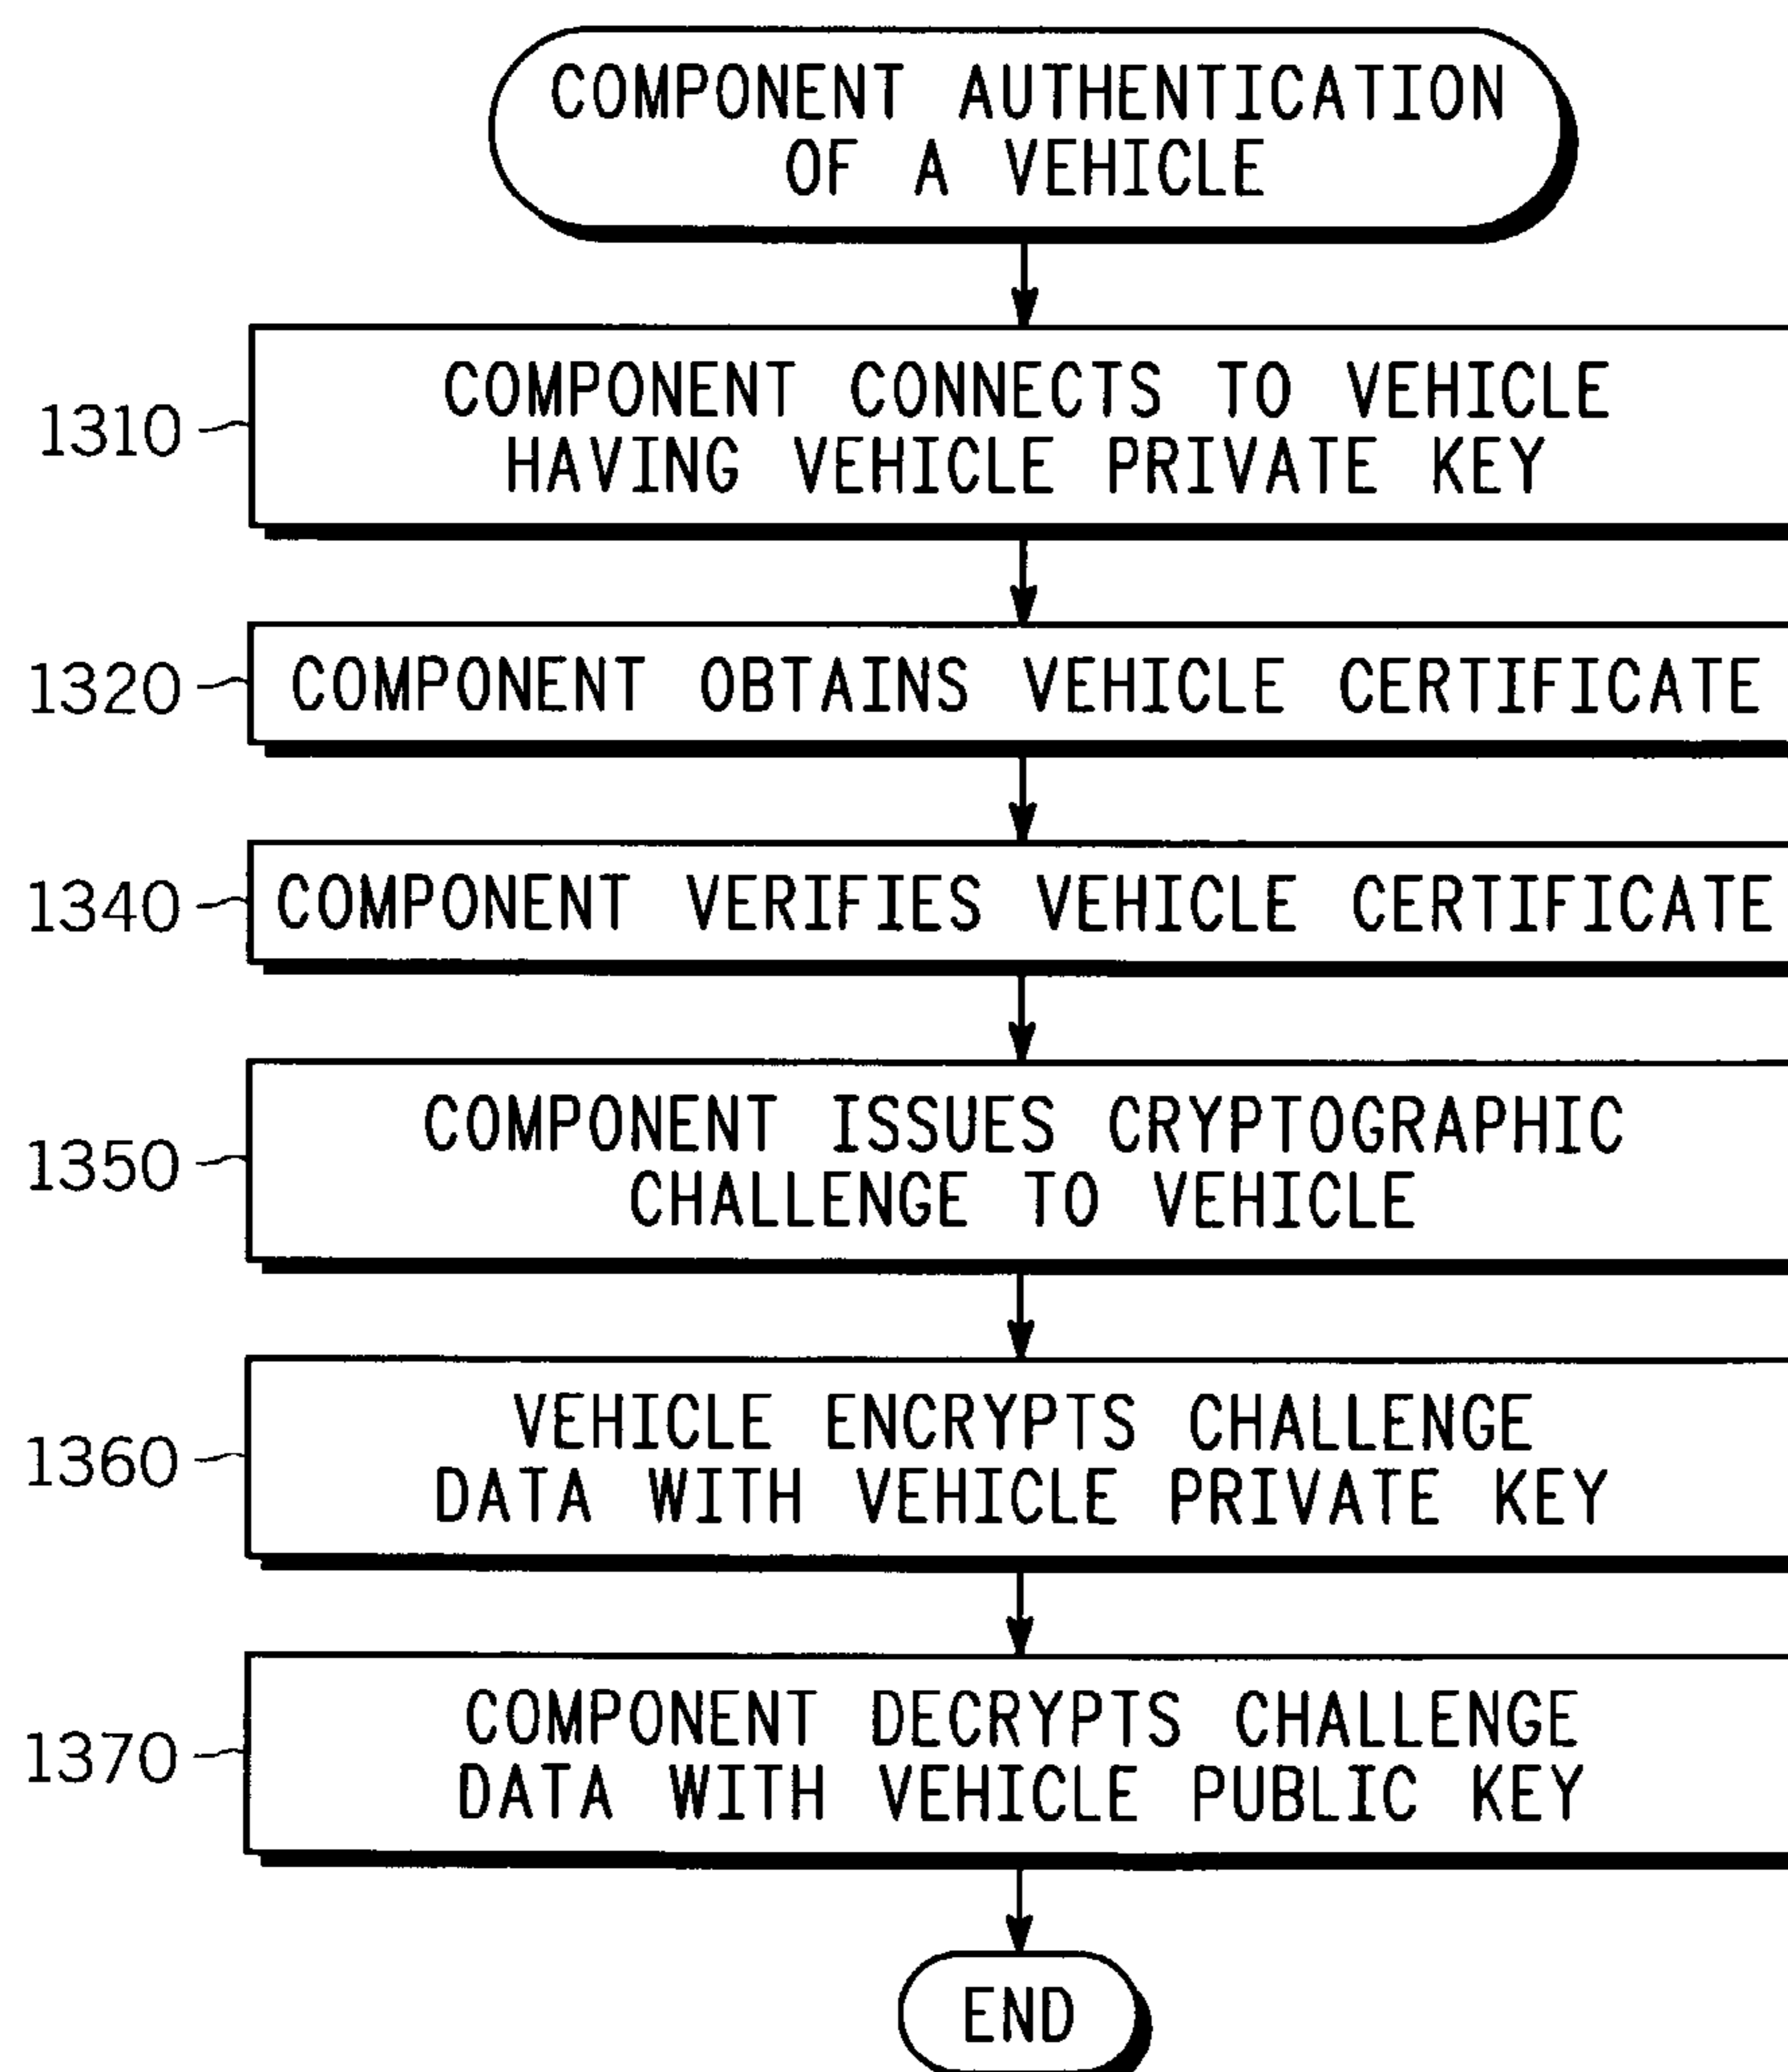 COMPONENT AUTHENTICATION
OF A VEHICLE
1310
COMPONENT CONNECTS TO VEHICLE
HAVING VEHICLE PRIVATE KEY
1320
COMPONENT OBTAINS VEHICLE CERTIFICATE
1340
COMPONENT VERIFIES VEHICLE CERTIFICATE
1350
COMPONENT ISSUES CRYPTOGRAPHIC
CHALLENGE TO VEHICLE
1360
VEHICLE ENCRYPTS CHALLENGE
DATA WITH VEHICLE PRIVATE KEY
1370
COMPONENT DECRYPTS CHALLENGE
DATA WITH VEHICLE PUBLIC KEY
END